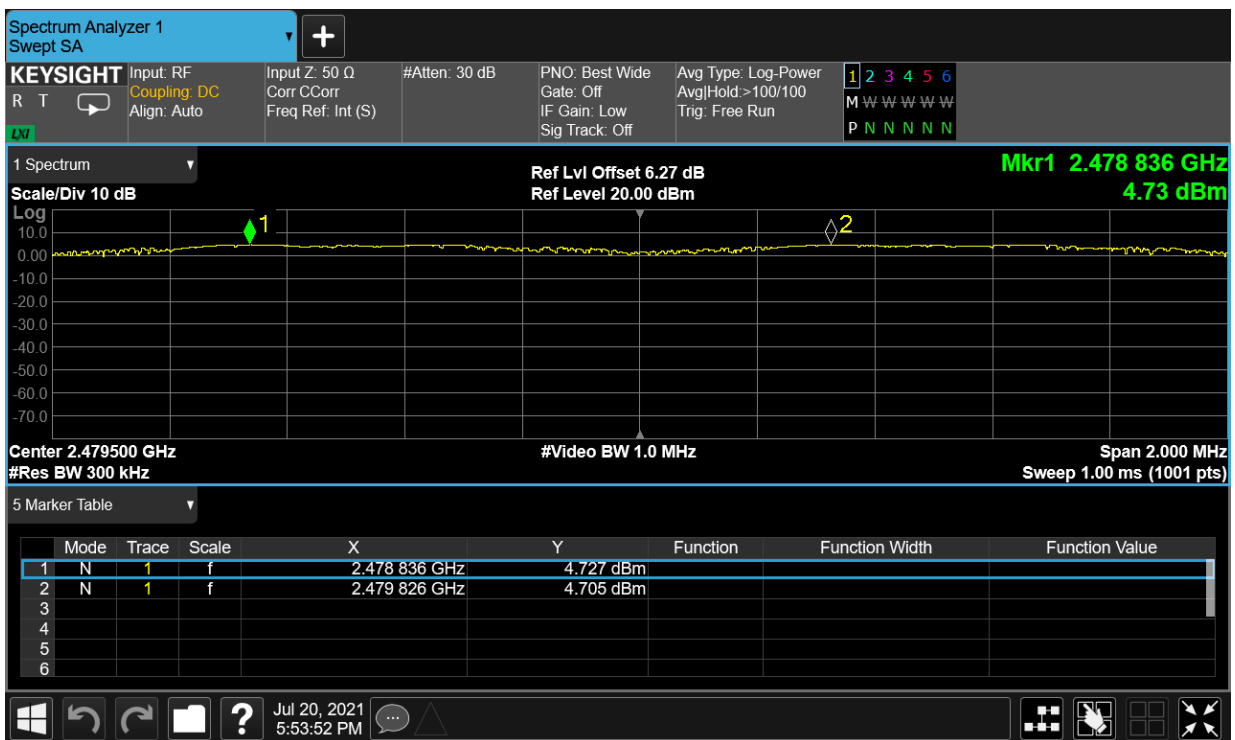 Spectrum Analyzer 1
Swept SA
+
KEYSIGHT Input: RF Input Z: 50 Ω #Atten: 30 dB PNO: Best Wide Avg Type: Log-Power 1 2 3 4 5 6
R T Coupling: DC Corr CCorr Gate: Off Avg|Hold:>100/100 M W W W W W
Align: Auto Freq Ref: Int (S) IF Gain: Low Trig: Free Run
LXI Sig Track: Off P N N N N N
1 Spectrum Mkr1 2.478 836 GHz
Ref Lvl Offset 6.27 dB
Scale/Div 10 dB Ref Level 20.00 dBm 4.73 dBm
Log
1 2
10.0
0.00
-10.0
-20.0
-30.0
-40.0
-50.0
-60.0
-70.0
Center 2.479500 GHz #Video BW 1.0 MHz Span 2.000 MHz
#Res BW 300 kHz Sweep 1.00 ms (1001 pts)
5 Marker Table
Mode Trace Scale X Y Function Function Width Function Value
1 N 1 f 2.478 836 GHz 4.727 dBm
2 N 1 f 2.479 826 GHz 4.705 dBm
3
4
5
6
? Jul 20, 2021
5:53:52 PM